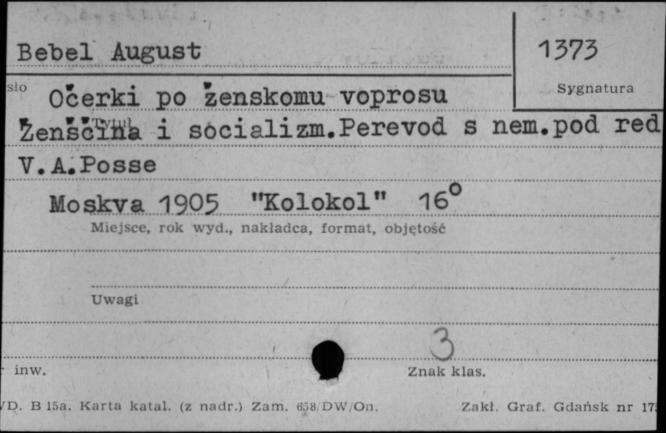 Bebel August
1373
sło
Sygnatura
Očerki po ženskomu voprosu
Tytuł
Ženščina i socializm.Perevod s nem.pod red
V.A.Posse
Moskva 1905 "Kolokol" 16°
Miejsce, rok wyd., nakładca, format, objętość
Uwagi
3
inw.
Znak klas.
/D. B 15a. Karta katal. (z nadr.) Zam. 658/DW/On.
Zakł. Graf. Gdańsk nr 17